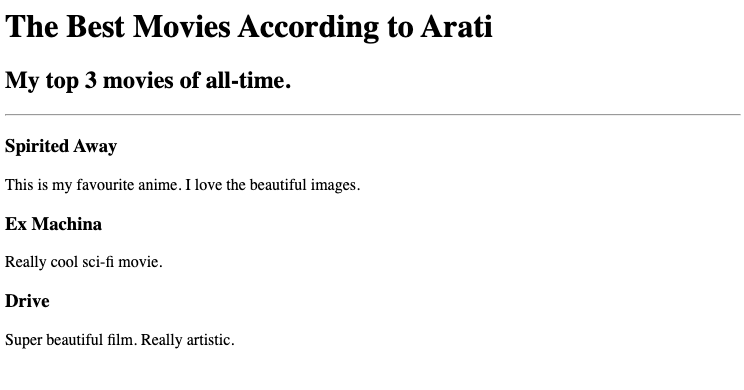 The Best Movies According to Arati
My top 3 movies of all-time.
Spirited Away
This is my favourite anime. I love the beautiful images.
Ex Machina
Really cool sci-fi movie.
Drive
Super beautiful film. Really artistic.